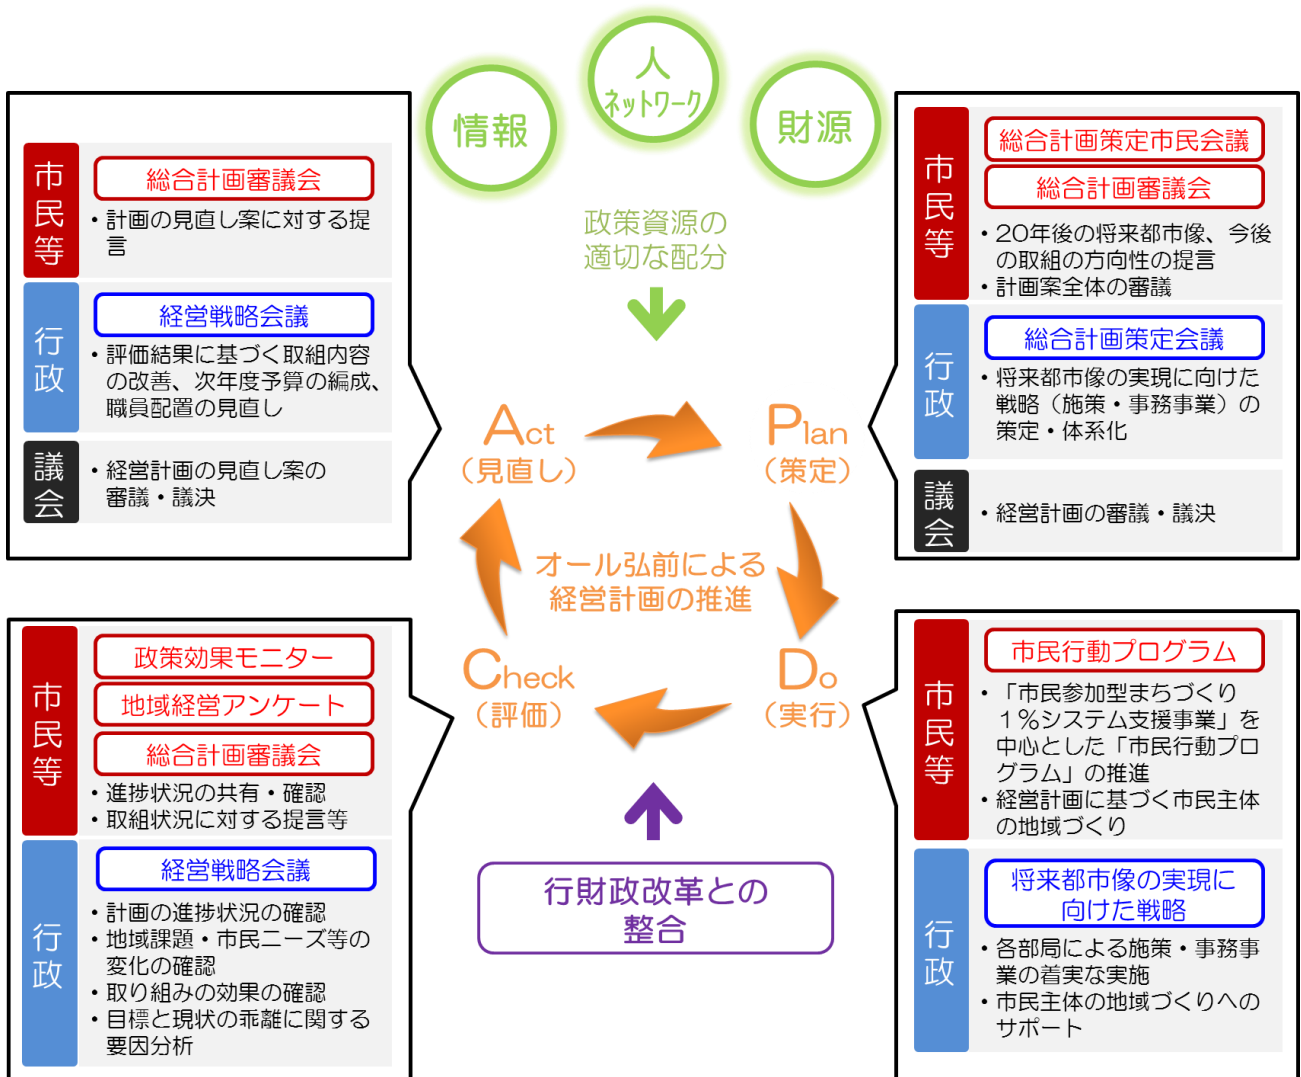 人
ネットワーク
情報
財源
政策資源の
適切な配分
市民等
総合計画審議会
・計画の見直し案に対する提
言
行政
経営戦略会議
・評価結果に基づく取組内容
の改善、次年度予算の編成、
職員配置の見直し
議会
・経営計画の見直し案の
審議・議決
市民等
総合計画策定市民会議
総合計画審議会
・20年後の将来都市像、今後
の取組の方向性の提言
・計画案全体の審議
行政
総合計画策定会議
・将来都市像の実現に向けた
戦略（施策・事務事業）の
策定・体系化
議会
・経営計画の審議・議決
Act
（見直し）
Plan
（策定）
オール弘前による
経営計画の推進
Check
（評価）
Do
（実行）
市民等
政策効果モニター
地域経営アンケート
総合計画審議会
・進捗状況の共有・確認
・取組状況に対する提言等
行政
経営戦略会議
・計画の進捗状況の確認
・地域課題・市民ニーズ等の
変化の確認
・取り組みの効果の確認
・目標と現状の乖離に関する
要因分析
行財政改革との
整合
市民等
市民行動プログラム
・「市民参加型まちづくり
１％システム支援事業」を
中心とした「市民行動プロ
グラム」の推進
・経営計画に基づく市民主体
の地域づくり
行政
将来都市像の実現に
向けた戦略
・各部局による施策・事務事
業の着実な実施
・市民主体の地域づくりへの
サポート